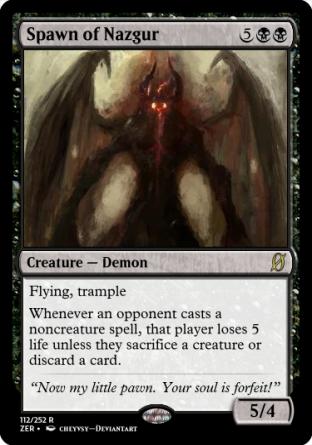 Spawn of Nazgur 5
Creature — Demon
Flying, trample
Whenever an opponent casts a
noncreature spell, that player loses 5
life unless they sacrifice a creature or
discard a card.
“Now my little pawn. Your soul is forfeit!”
5/4
112/252 R
ZER • CHEYVSY—DEVIANTART